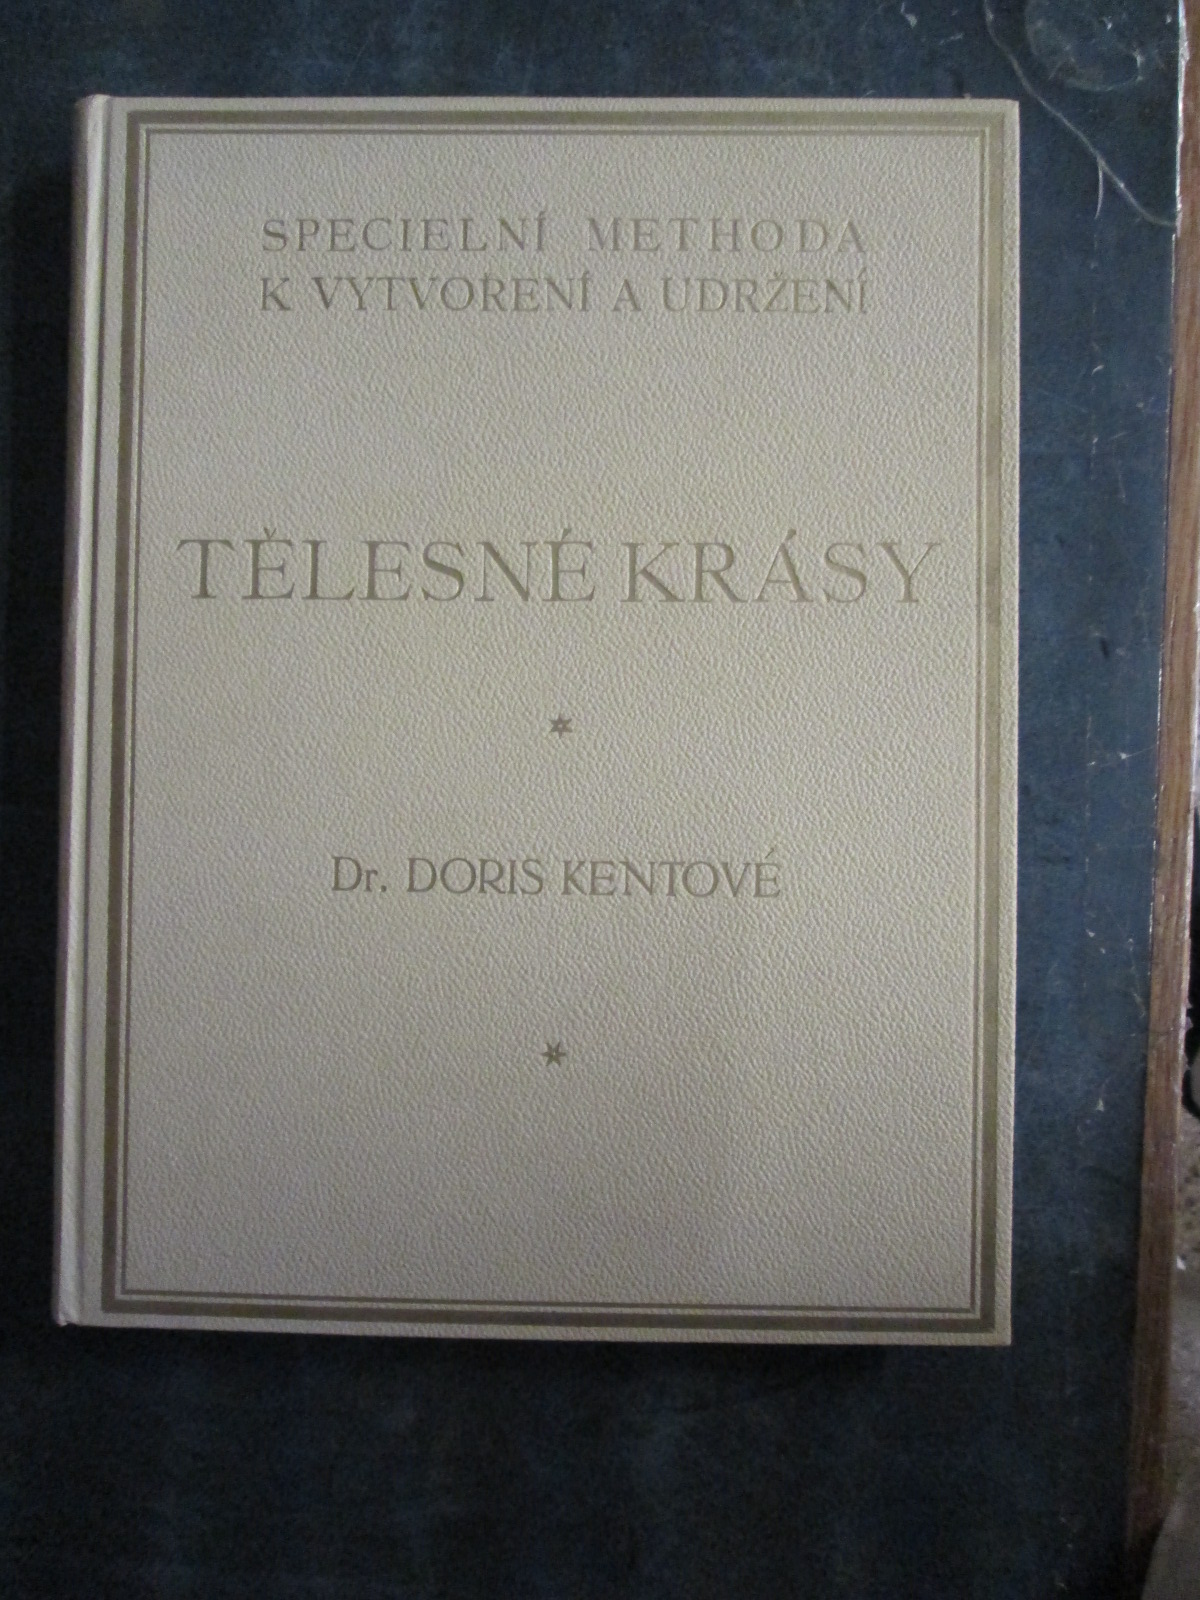 SPECIELNÍ METHODA
K VYTVOŘENÍ A UDRŽENÍ
TĚLESNÉ KRÁSY
Dr. DORIS KENTOVÉ